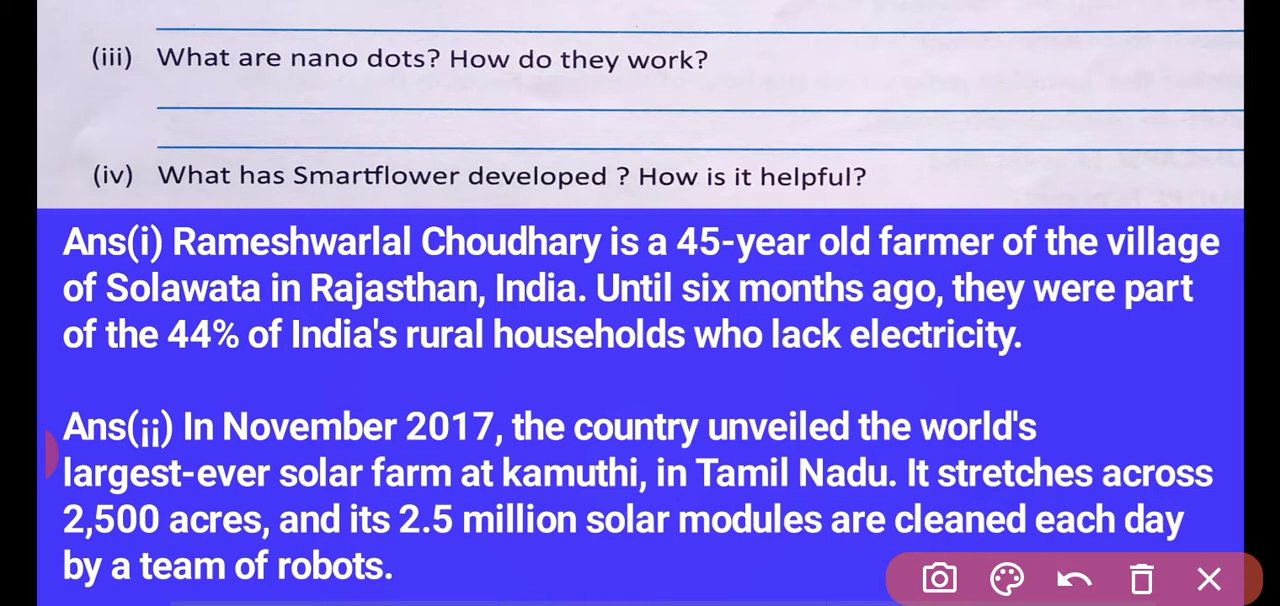 (iii) What are nano dots? How do they work?
(iv) What has Smartflower developed ? How is it helpful?
Ans(i) Rameshwarlal Choudhary is a 45-year old farmer of the village
of Solawata in Rajasthan, India. Until six months ago, they were part
of the 44% of India's rural households who lack electricity.
Ans(ii) In November 2017, the country unveiled the world's
largest-ever solar farm at kamuthi, in Tamil Nadu. It stretches across
2,500 acres, and its 2.5 million solar modules are cleaned each day
by a team of robots.